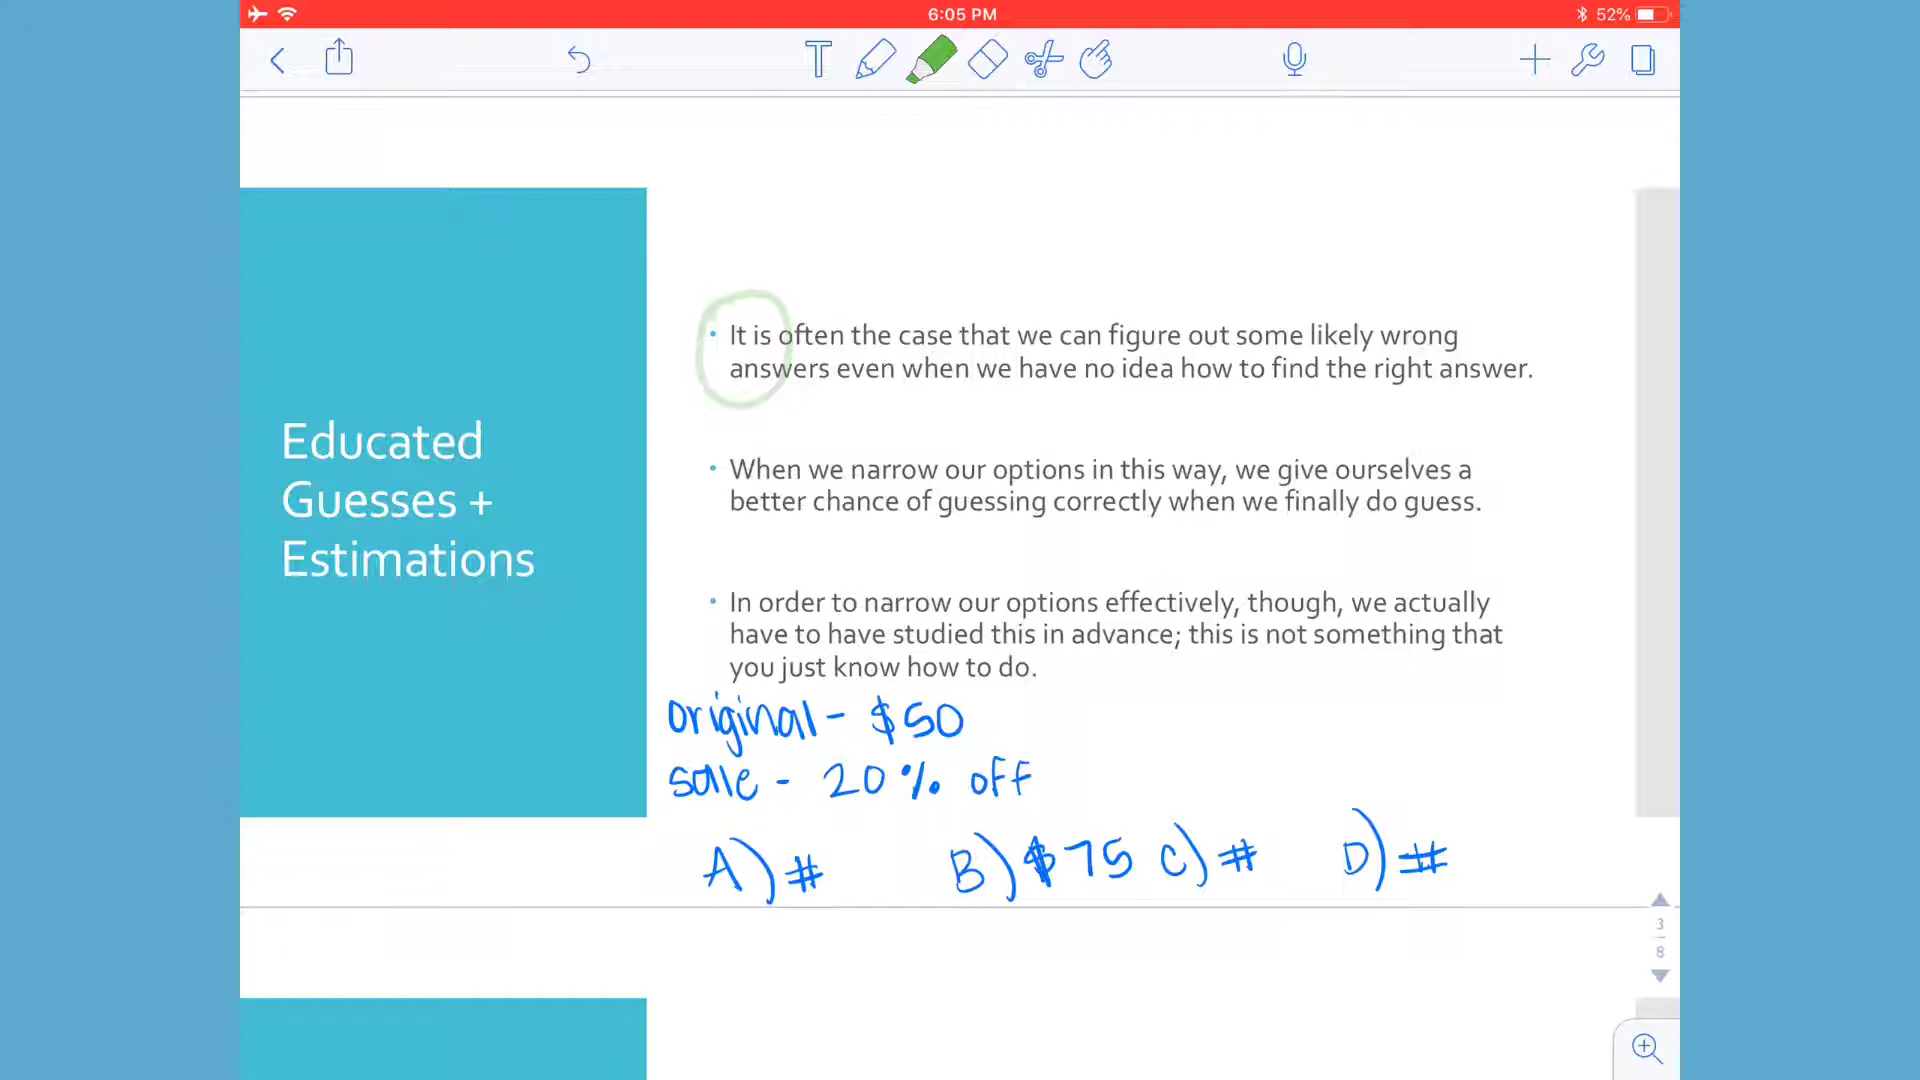 6:05 PM
52%
T
Educated
Guesses +
Estimations
• It is often the case that we can figure out some likely wrong
answers even when we have no idea how to find the right answer.
• When we narrow our options in this way, we give ourselves a
better chance of guessing correctly when we finally do guess.
• In order to narrow our options effectively, though, we actually
have to have studied this in advance; this is not something that
you just know how to do.
original - $50
sale - 20% off
A) # B) $75 C) # D) #
3
8